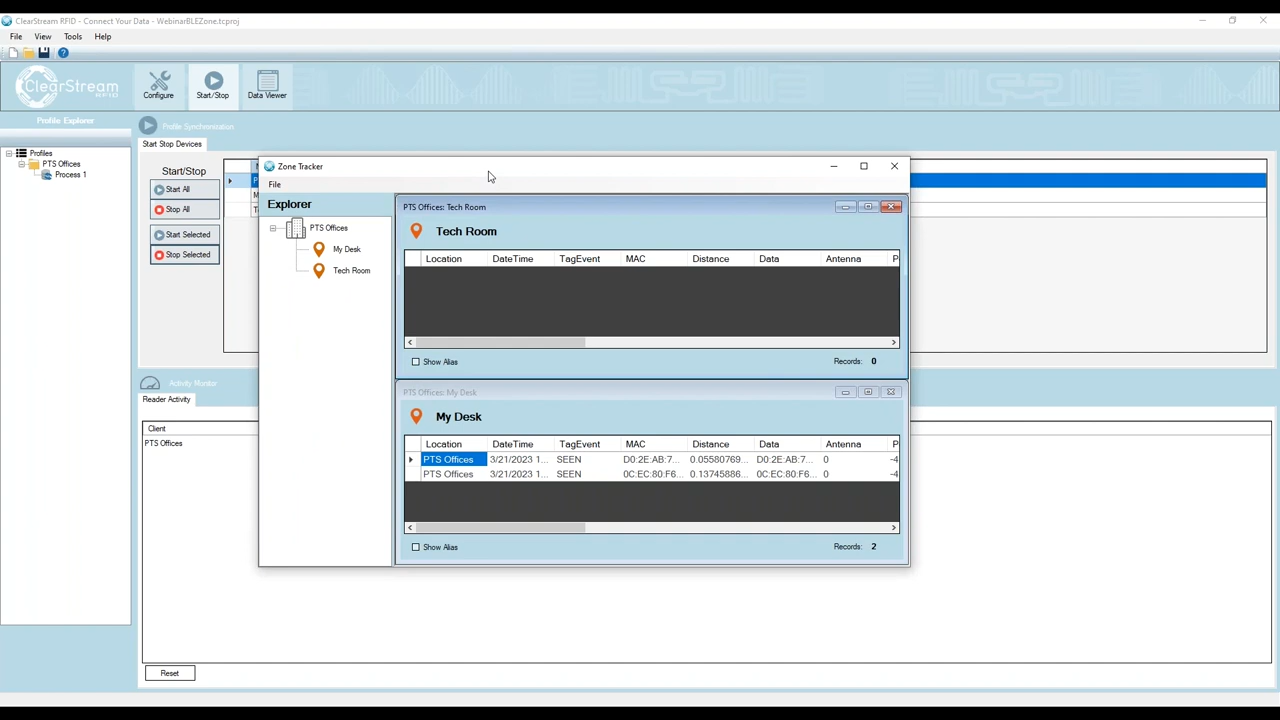 ClearStream RFID - Connect Your Data - WebinarBLEZone.tcproj
File View Tools Help
ClearStream RFID
Configure Start/Stop Data Viewer
Profile Explorer
Profile Synchronisation
Start Stop Devices
Profiles
PTS Offices
Process 1
Start/Stop
Start All
Stop All
Start Selected
Stop Selected
Zone Tracker
File
Explorer
PTS Offices
My Desk
Tech Room
PTS Offices: Tech Room
Tech Room
Location DateTime TagEvent MAC Distance Data Antenna
Show Alias Records: 0
PTS Offices: My Desk
My Desk
Location DateTime TagEvent MAC Distance Data Antenna
PTS Offices 3/21/2023 1... SEEN D0:2E:AB:7... 0.05580769... D0:2E:AB:7... 0 -4
PTS Offices 3/21/2023 1... SEEN 0C:EC:80:F6... 0.13745886... 0C:EC:80:F6... 0 -4
Show Alias Records: 2
Activity Monitor
Reader Activity
Client
PTS Offices
Reset